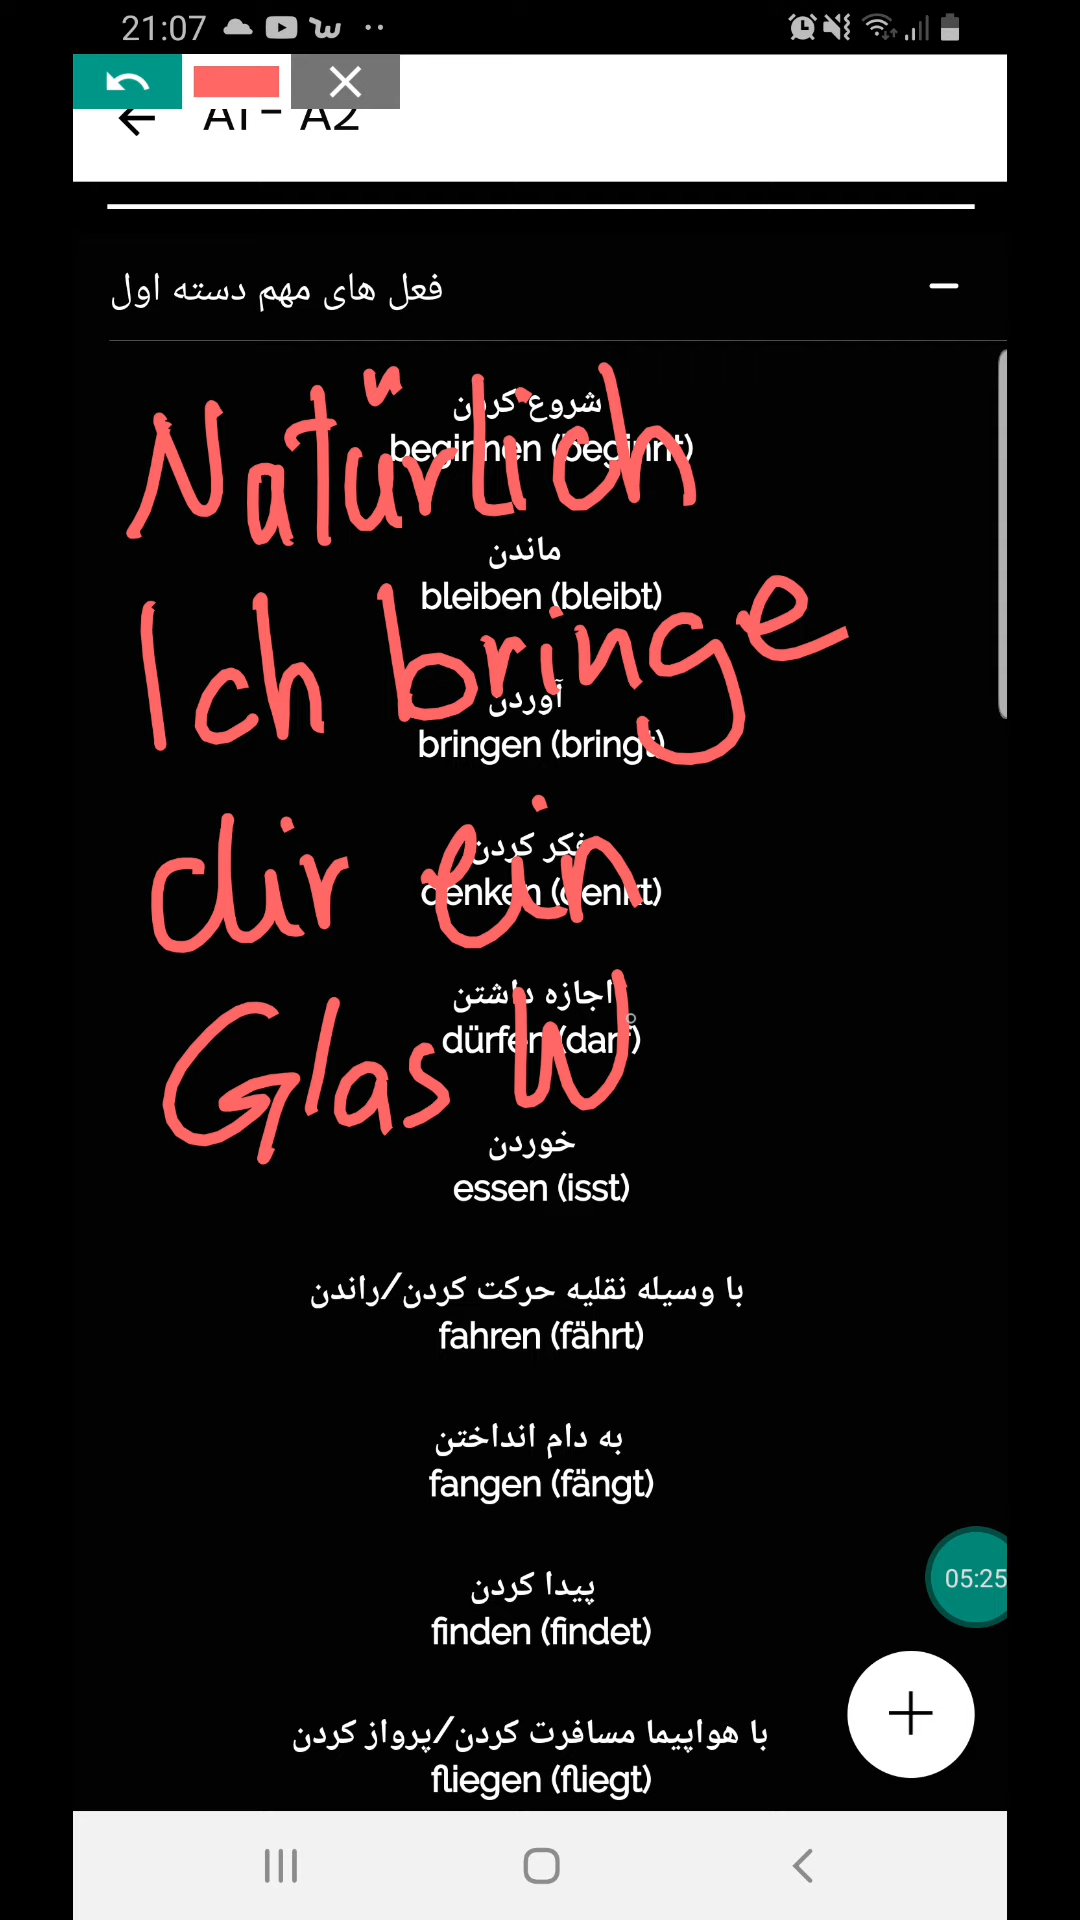 21:07
A1 - A2
فعل های مهم دسته اول
شروع کردن
beginnen (beginnt)
Natürlich
ماندن
bleiben (bleibt)
Ich bringe
آوردن
bringen (bringt)
dir ein
فکر کردن
denken (denkt)
اجازه داشتن
dürfen (darf)
Glas W
خوردن
essen (isst)
با وسیله نقلیه حرکت کردن/راندن
fahren (fährt)
به دام انداختن
fangen (fängt)
پیدا کردن
finden (findet)
05:25
با هواپیما مسافرت کردن/پرواز کردن
fliegen (fliegt)